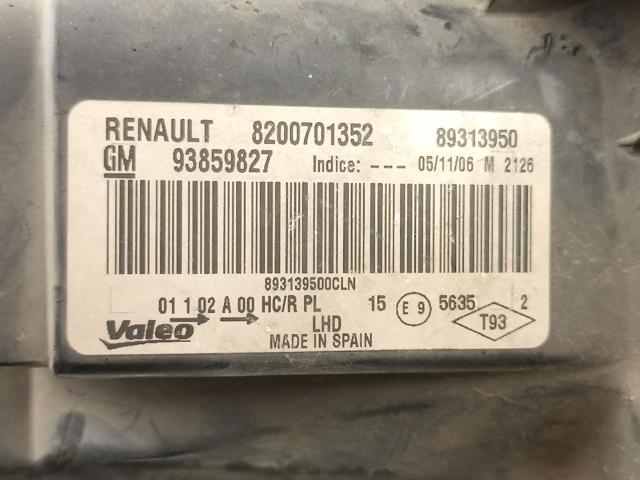 RENAULT 8200701352 89313950
GM 93859827 Indice: --- 05/11/06 M 2126
893139500CLN
01 1 02 A 00 HC/R PL 15 E 9 5635 2
Valeo LHD T93
MADE IN SPAIN